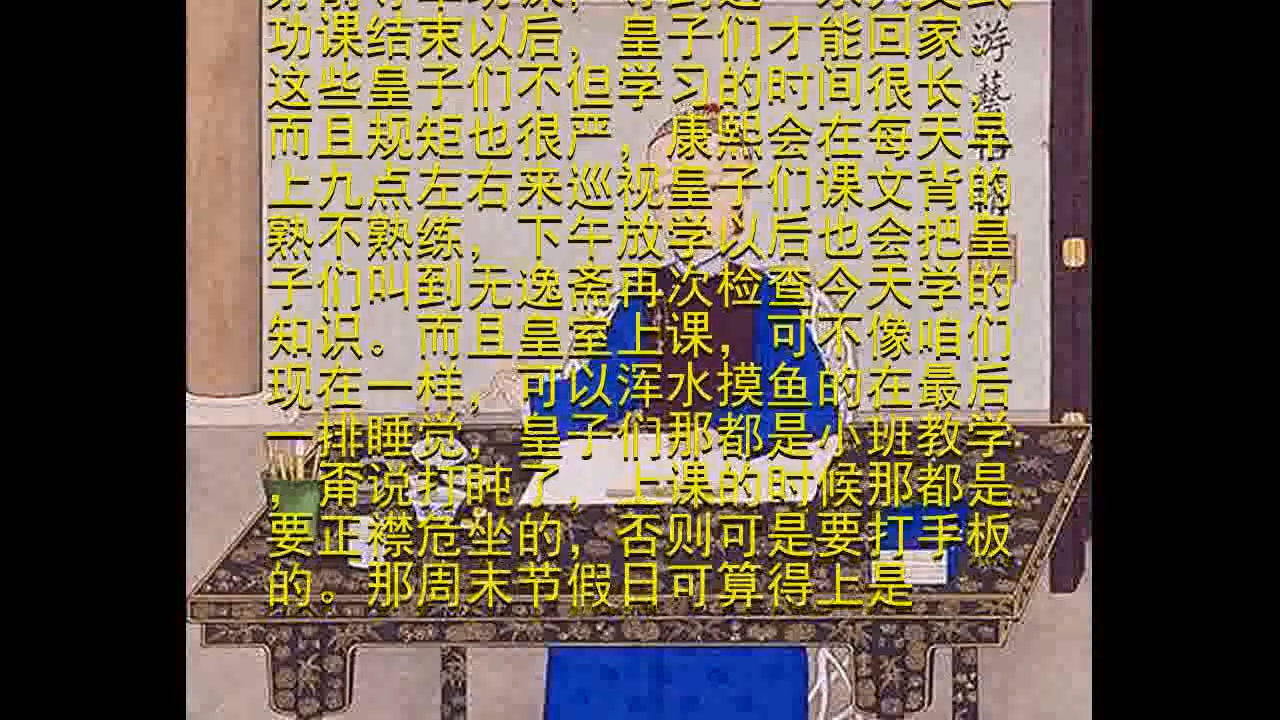 功课结束以后，皇子们才能回家。
这些皇子们不但学习的时间很长，
而且规矩也很严，康熙会在每天早
上九点左右来巡视皇子们课文背的
熟不熟练，下午放学以后也会把皇
子们叫到无逸斋再次检查今天学的
知识。而且皇室上课，可不像咱们
现在一样，可以浑水摸鱼的在最后
一排睡觉，皇子们那都是小班教学
，甭说打盹了，上课的时候那都是
要正襟危坐的，否则可是要打手板
的。那周末节假日可算得上是
游藝